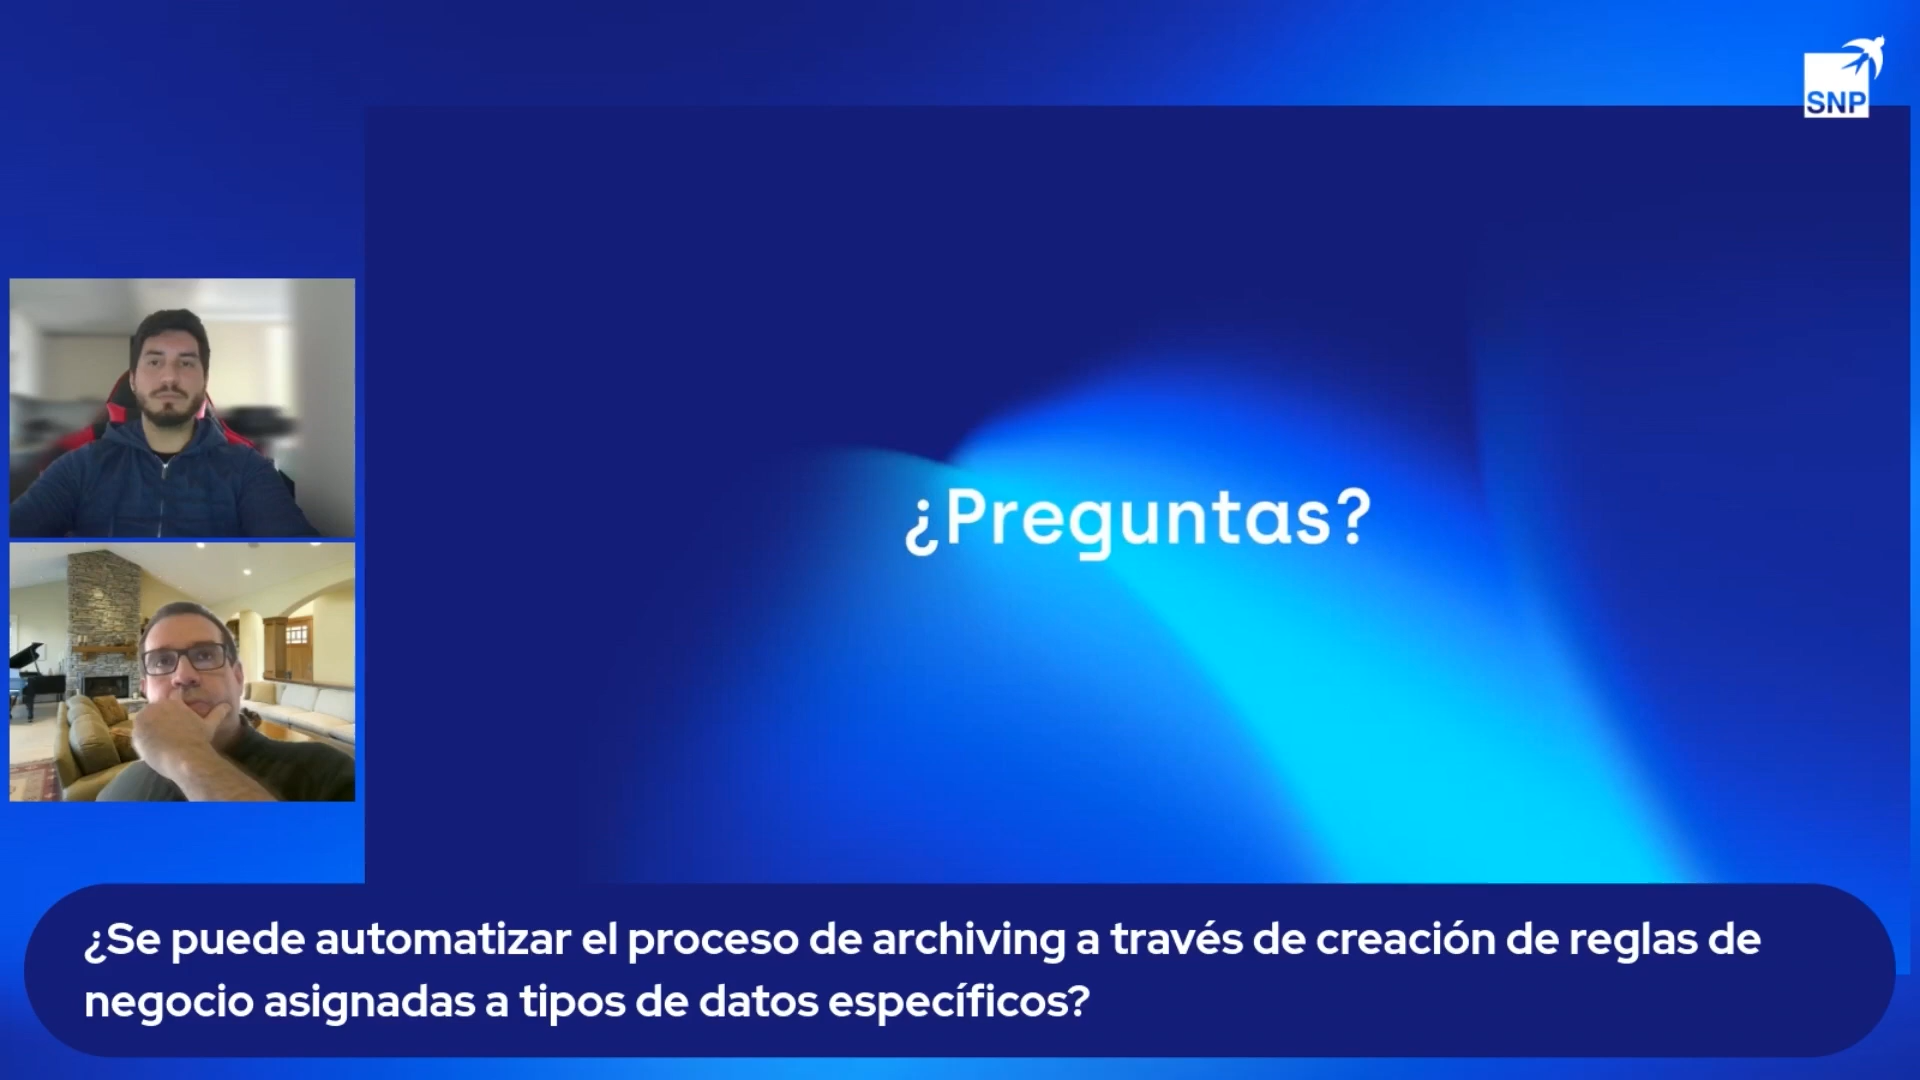 SNP
¿Preguntas?
¿Se puede automatizar el proceso de archiving a través de creación de reglas de
negocio asignadas a tipos de datos específicos?